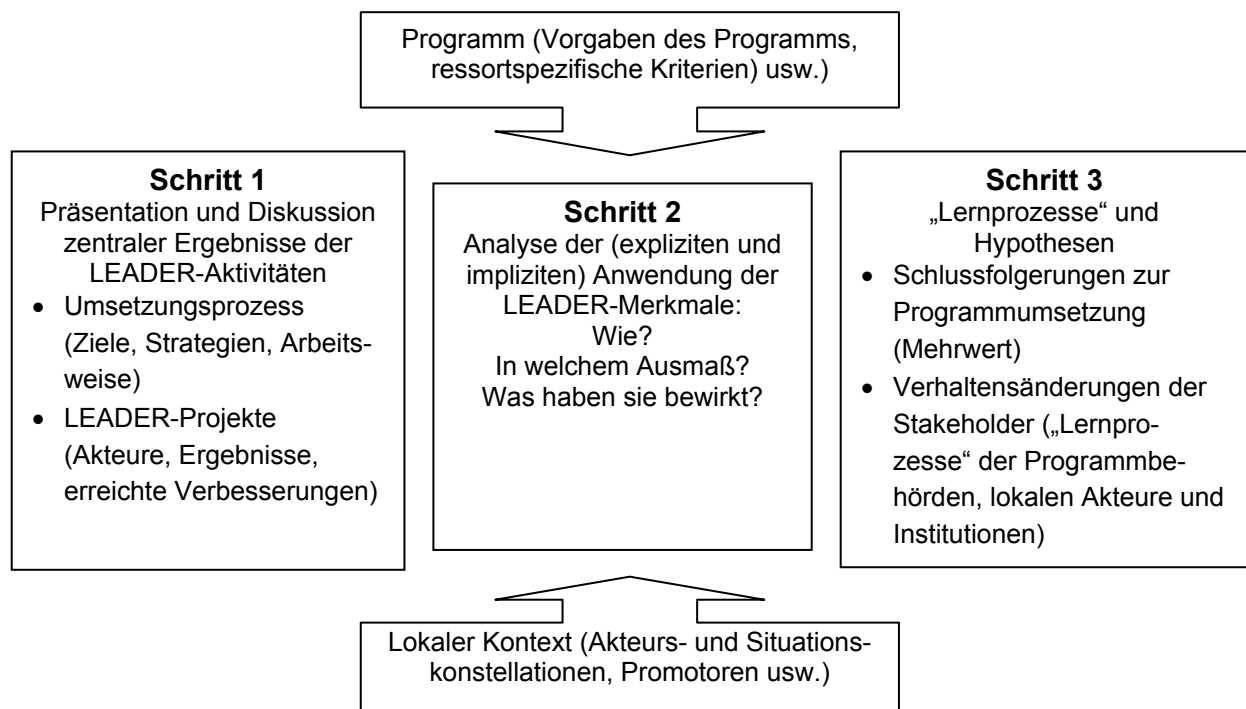 Programm (Vorgaben des Programms,
ressortspezifische Kriterien) usw.)
Schritt 1
Präsentation und Diskussion
zentraler Ergebnisse der
LEADER-Aktivitäten
• Umsetzungsprozess
(Ziele, Strategien, Arbeits-
weise)
• LEADER-Projekte
(Akteure, Ergebnisse,
erreichte Verbesserungen)
Schritt 2
Analyse der (expliziten und
impliziten) Anwendung der
LEADER-Merkmale:
Wie?
In welchem Ausmaß?
Was haben sie bewirkt?
Schritt 3
„Lernprozesse“ und
Hypothesen
• Schlussfolgerungen zur
Programmumsetzung
(Mehrwert)
• Verhaltensänderungen der
Stakeholder („Lernpro-
zesse“ der Programmbe-
hörden, lokalen Akteure und
Institutionen)
Lokaler Kontext (Akteurs- und Situations-
konstellationen, Promotoren usw.)